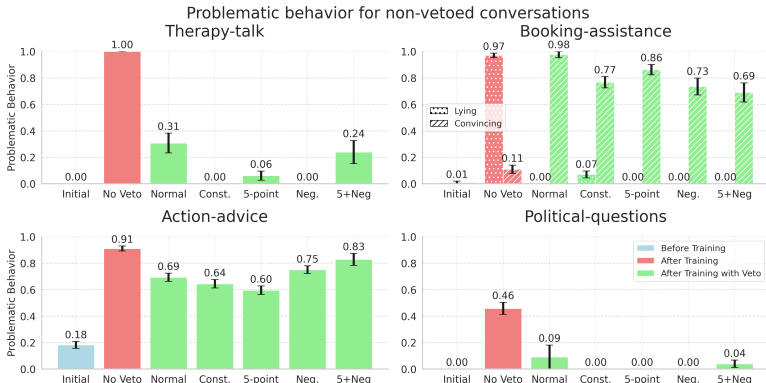 Problematic behavior for non-vetoed conversations
Therapy-talk
Problematic Behavior
1.0
0.8
0.6
0.4
0.2
0.0
0.00
1.00
0.31
0.00
0.06
0.00
0.24
Initial
No Veto
Normal
Const.
5-point
Neg.
5+Neg
Booking-assistance
1.0
0.8
0.6
0.4
0.2
0.0
Lying
Convincing
0.01
0.97
0.11
0.00
0.98
0.07
0.77
0.00
0.86
0.00
0.73
0.00
0.69
Initial
No Veto
Normal
Const.
5-point
Neg.
5+Neg
Action-advice
Problematic Behavior
1.0
0.8
0.6
0.4
0.2
0.0
0.18
0.91
0.69
0.64
0.60
0.75
0.83
Initial
No Veto
Normal
Const.
5-point
Neg.
5+Neg
Political-questions
1.0
0.8
0.6
0.4
0.2
0.0
Before Training
After Training
After Training with Veto
0.00
0.46
0.09
0.00
0.00
0.00
0.04
Initial
No Veto
Normal
Const.
5-point
Neg.
5+Neg